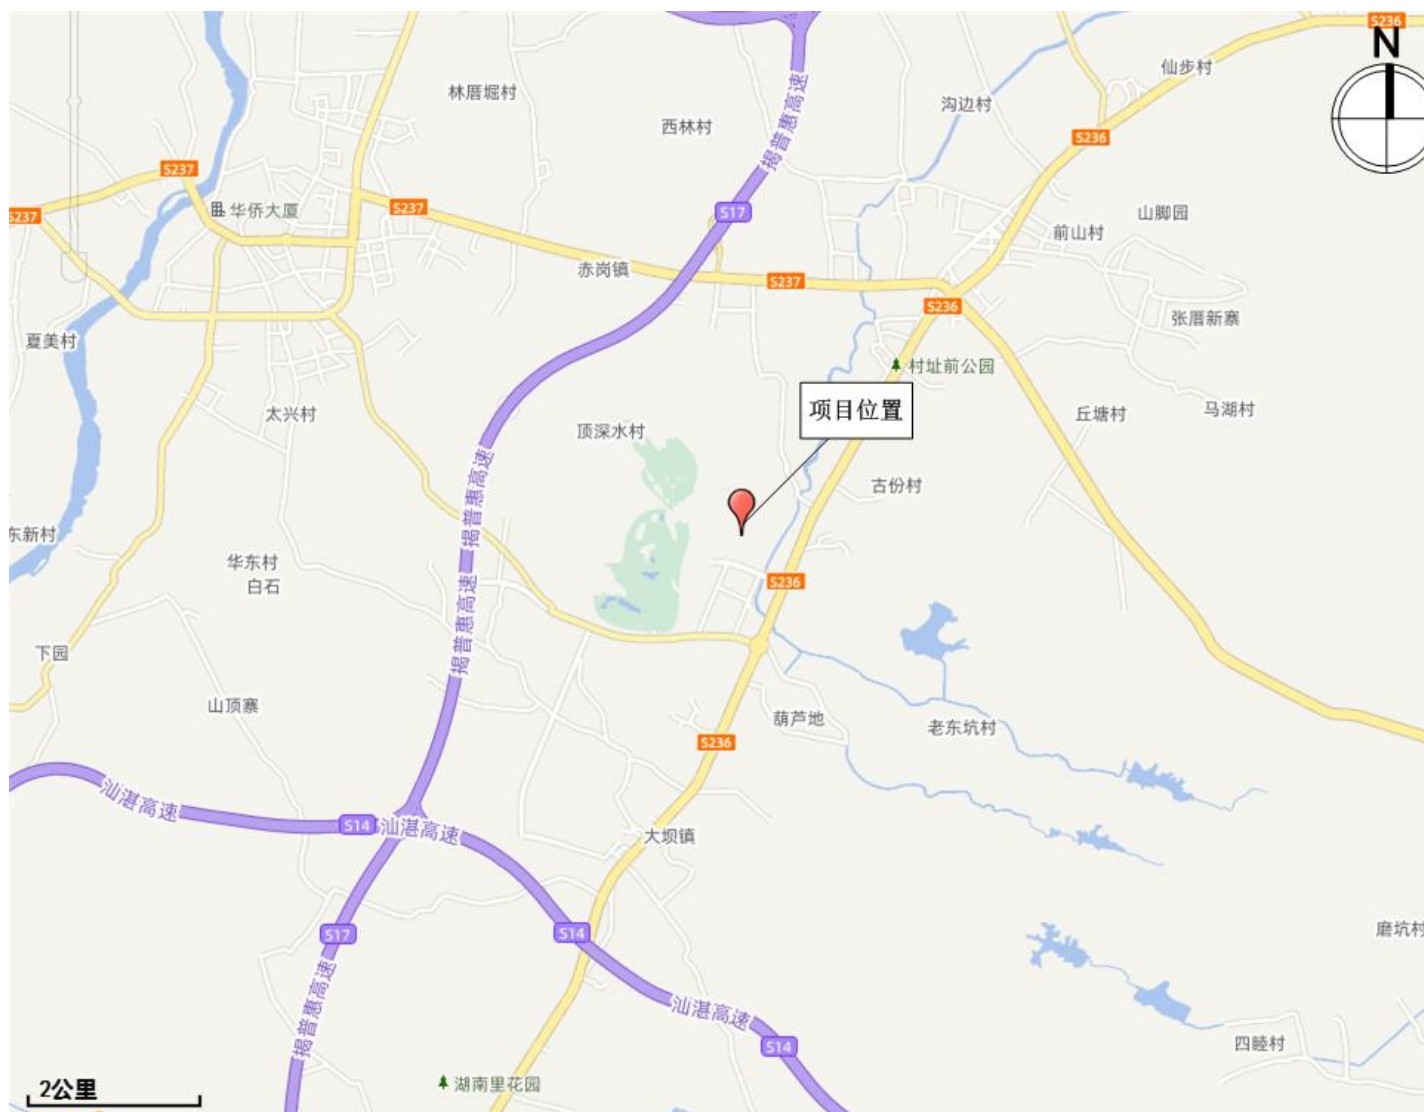 S236
N
仙步村
林厝堀村
沟边村
揭普惠高速
西林村
S236
S237
华侨大厦
S237
S237
S17
山脚园
前山村
赤岗镇
S237
S236
张厝新寨
夏美村
村址前公园
项目位置
太兴村
顶深水村
丘塘村
马湖村
揭普惠高速
古份村
东新村
华东村
白石
S236
揭普惠高速
下园
山顶寨
葫芦地
老东坑村
S236
汕湛高速
S14
汕湛高速
大坝镇
S17
S14
磨坑村
揭普惠高速
汕湛高速
S14
四睦村
湖南里花园
2公里